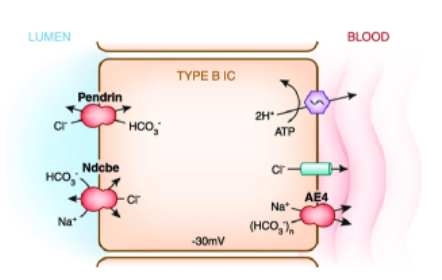 LUMEN
BLOOD
TYPE B IC
Pendrin
Cl⁻
HCO₃⁻
2H⁺
ATP
Ndcbe
HCO₃⁻
Cl⁻
Na⁺
Cl⁻
AE4
Na⁺
(HCO₃⁻)ₙ
-30mV